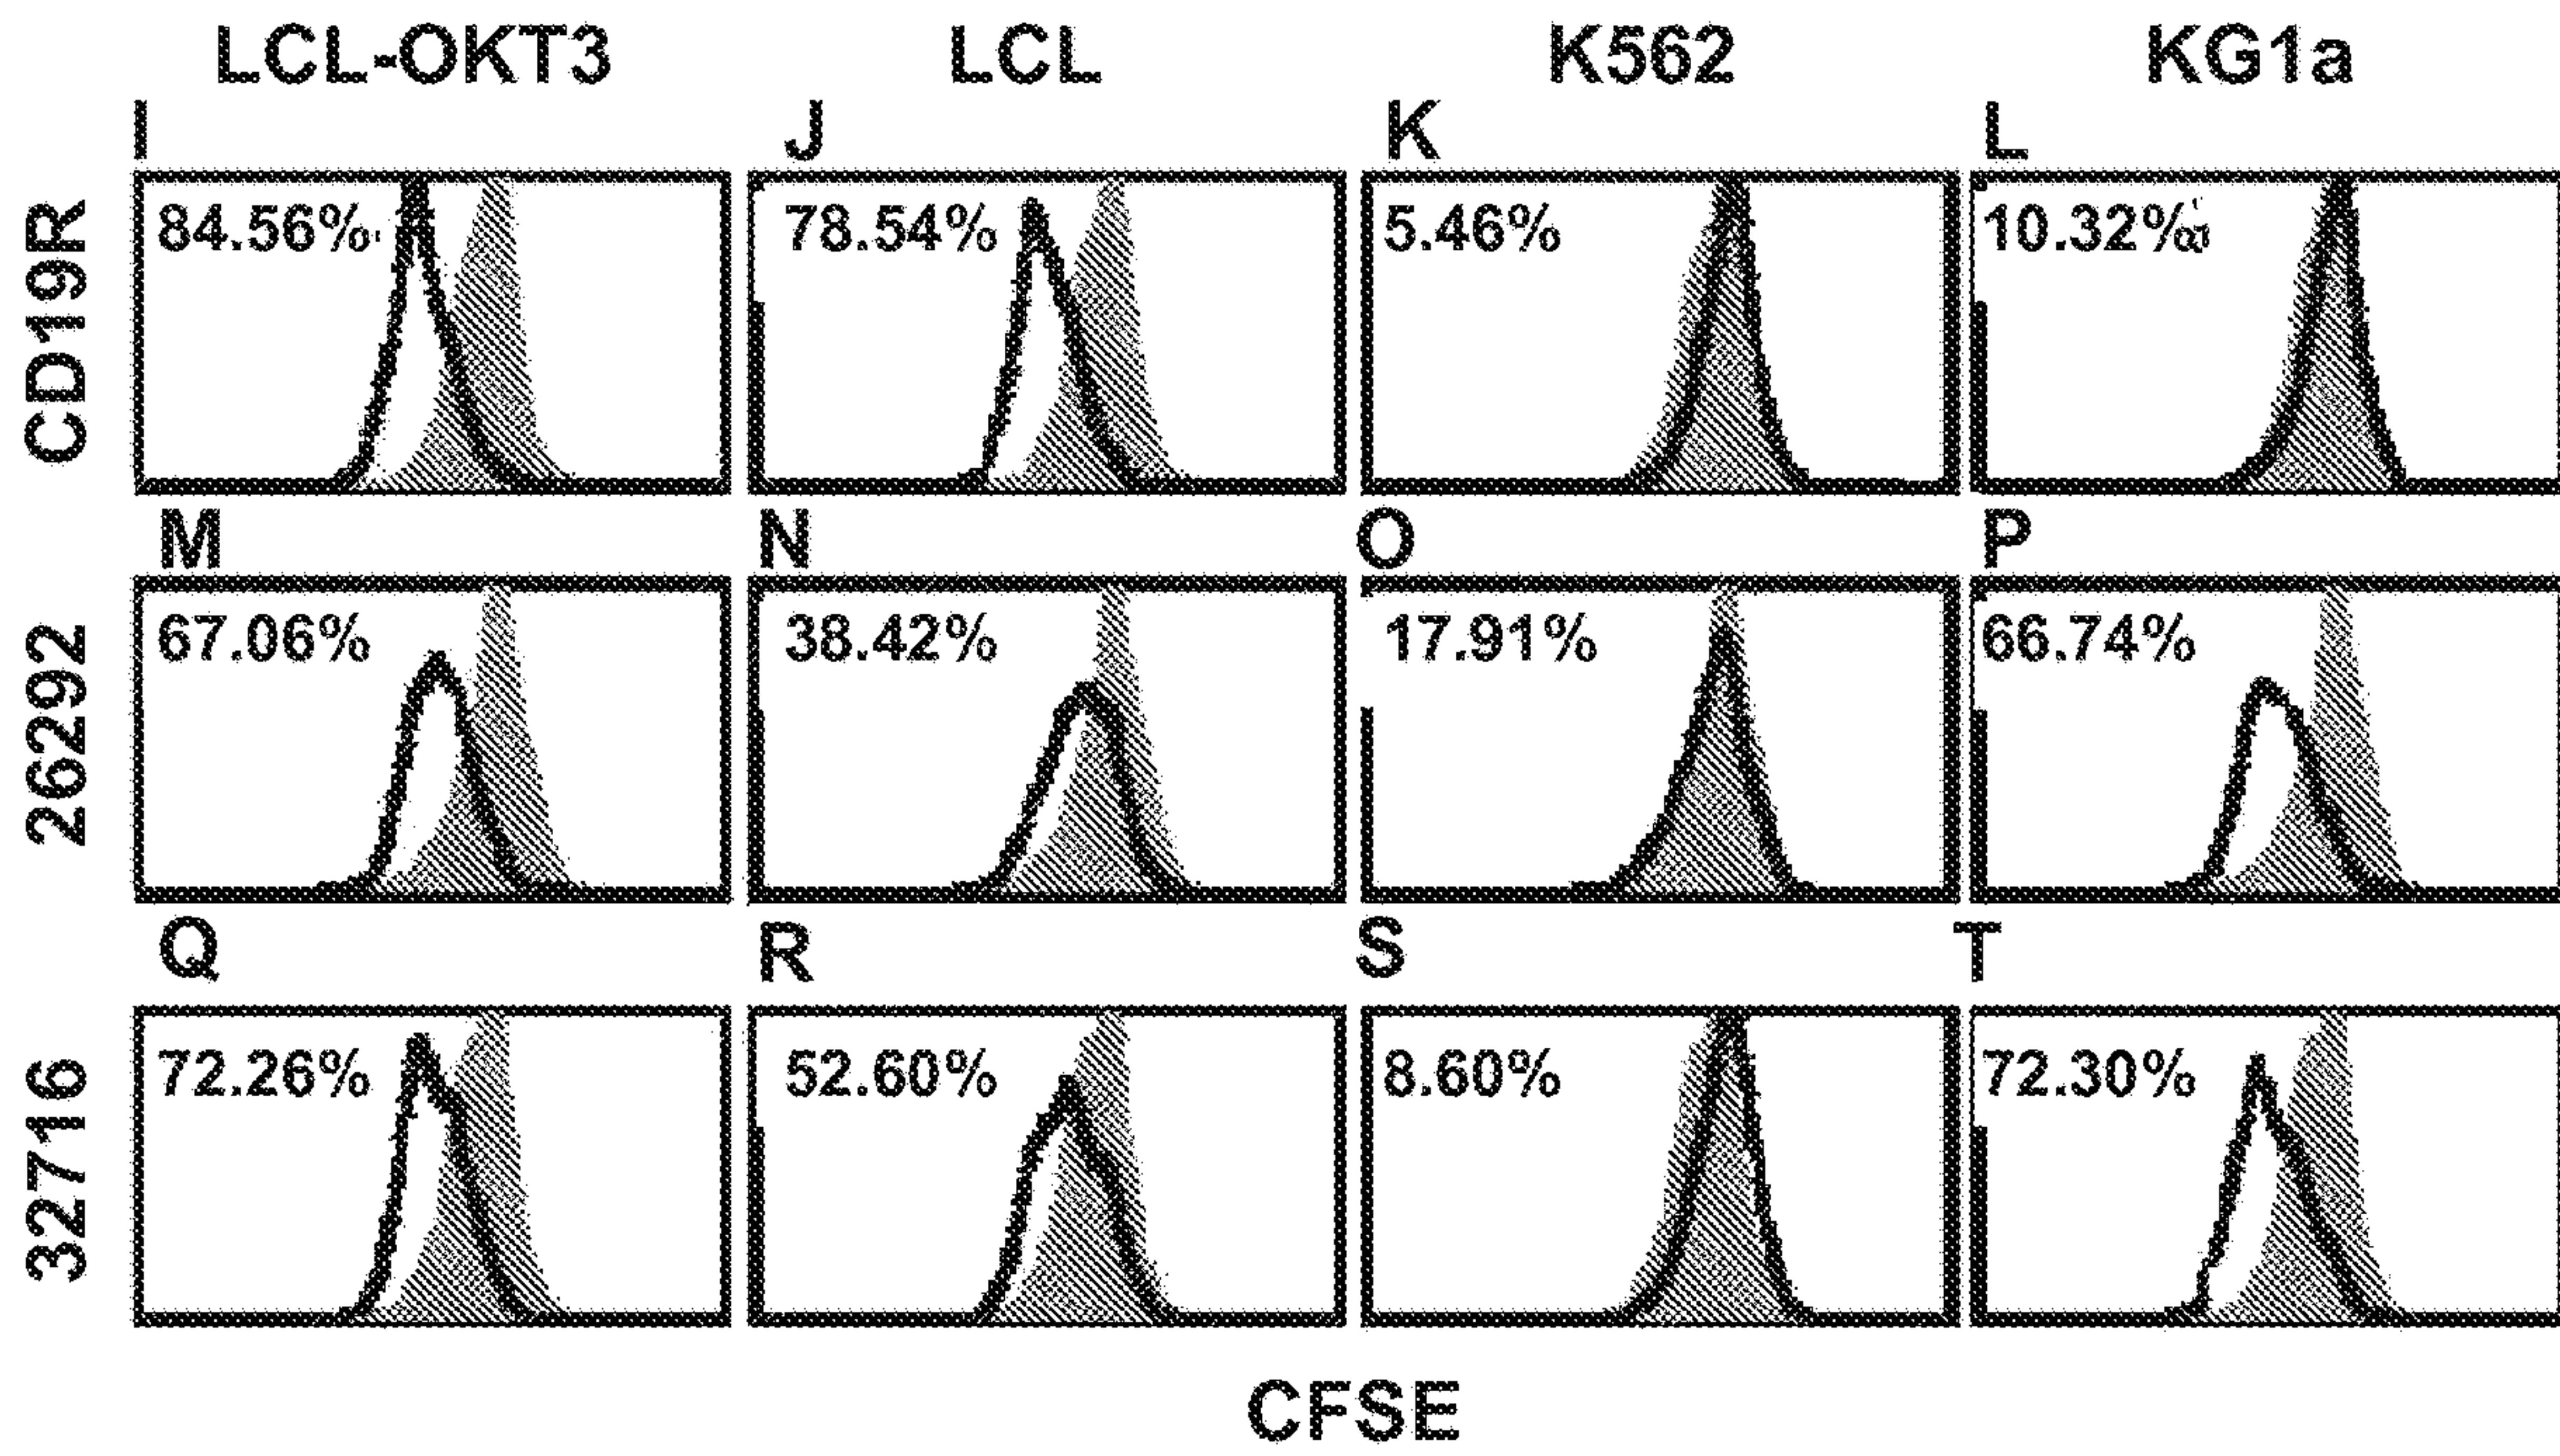 LCL-OKT3 LCL K562 KG1a
I J K L
CD19R
84.56% 78.54% 5.46% 10.32%
M N O P
26292
67.06% 38.42% 17.91% 66.74%
Q R S T
32716
72.26% 52.60% 8.60% 72.30%
CFSE